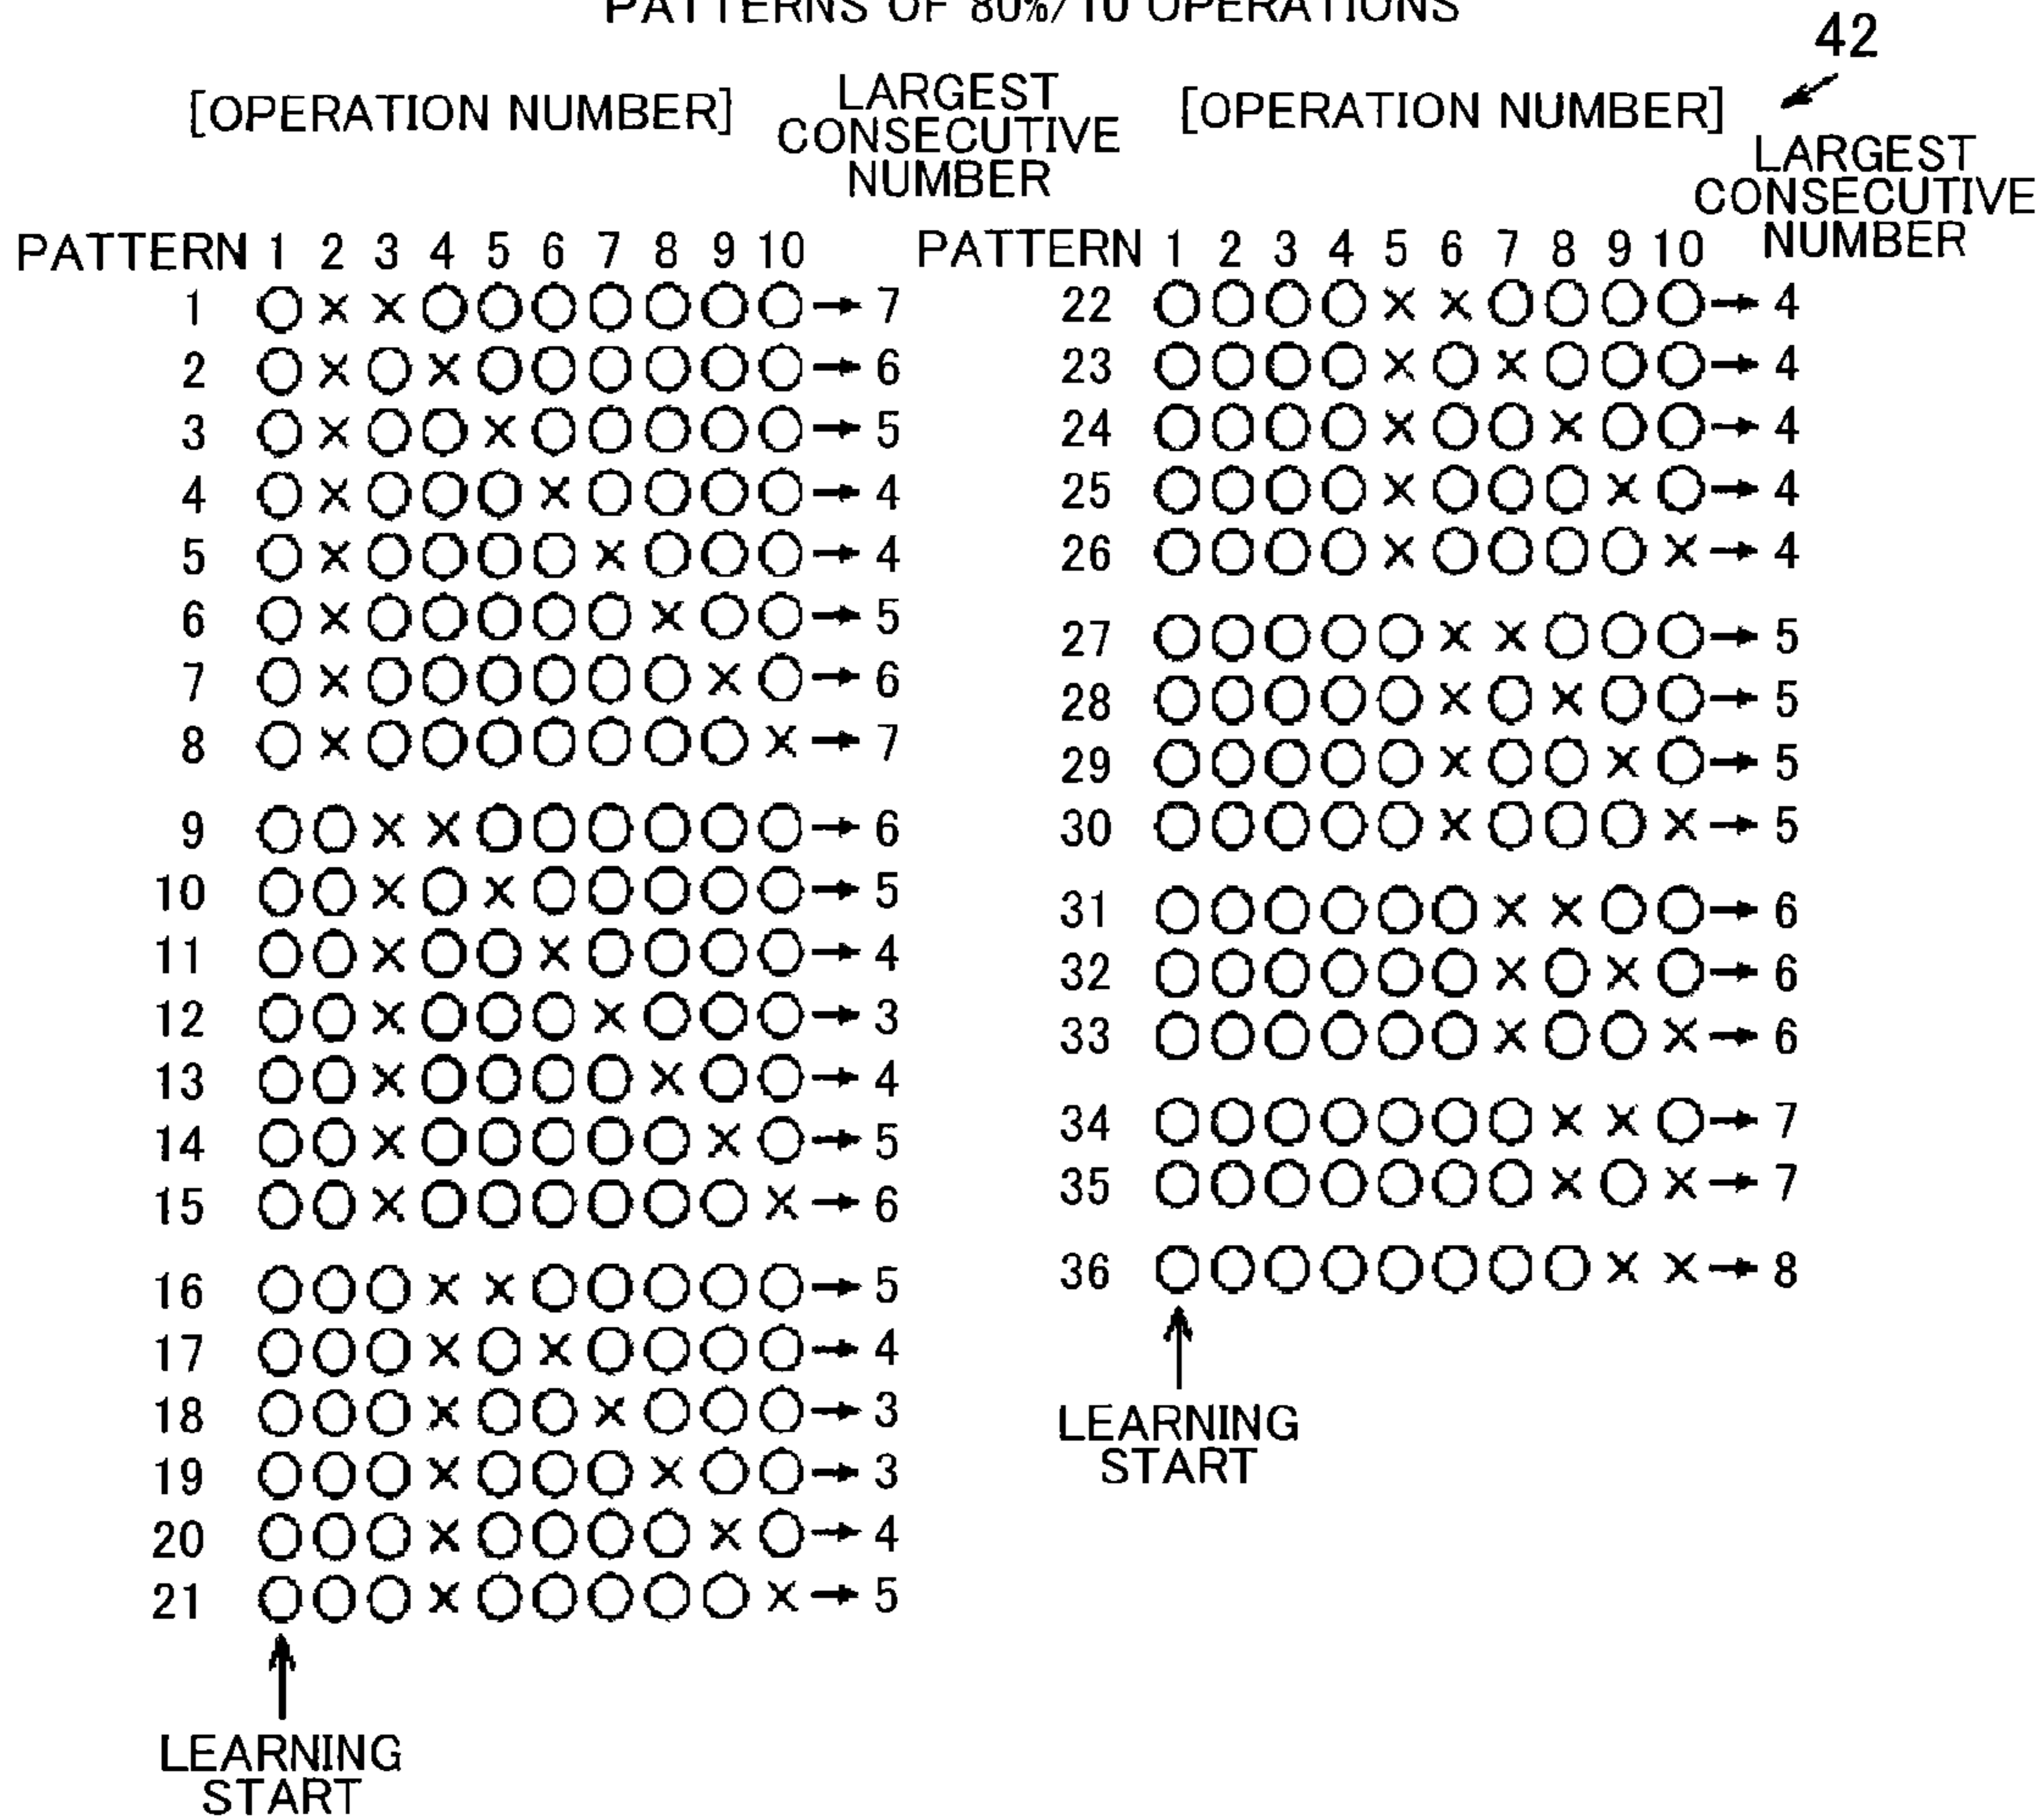 PATTERNS OF 80%/10 OPERATIONS
42
[OPERATION NUMBER]
LARGEST
CONSECUTIVE
NUMBER
PATTERN 1 2 3 4 5 6 7 8 9 10
1 ○××○○○○○○○→7
2 ○×○×○○○○○○→6
3 ○×○○×○○○○○→5
4 ○×○○○×○○○○→4
5 ○×○○○○×○○○→4
6 ○×○○○○○×○○→5
7 ○×○○○○○○×○→6
8 ○×○○○○○○○×→7
9 ○○××○○○○○○→6
10 ○○×○×○○○○○→5
11 ○○×○○×○○○○→4
12 ○○×○○○×○○○→3
13 ○○×○○○○×○○→4
14 ○○×○○○○○×○→5
15 ○○×○○○○○○×→6
16 ○○○××○○○○○→5
17 ○○○×○×○○○○→4
18 ○○○×○○×○○○→3
19 ○○○×○○○×○○→3
20 ○○○×○○○○×○→4
21 ○○○×○○○○○×→5
LEARNING
START
[OPERATION NUMBER]
LARGEST
CONSECUTIVE
NUMBER
PATTERN 1 2 3 4 5 6 7 8 9 10
22 ○○○○××○○○○→4
23 ○○○○×○×○○○→4
24 ○○○○×○○×○○→4
25 ○○○○×○○○×○→4
26 ○○○○×○○○○×→4
27 ○○○○○××○○○→5
28 ○○○○○×○×○○→5
29 ○○○○○×○○×○→5
30 ○○○○○×○○○×→5
31 ○○○○○○××○○→6
32 ○○○○○○×○×○→6
33 ○○○○○○×○○×→6
34 ○○○○○○○××○→7
35 ○○○○○○○×○×→7
36 ○○○○○○○○××→8
LEARNING
START